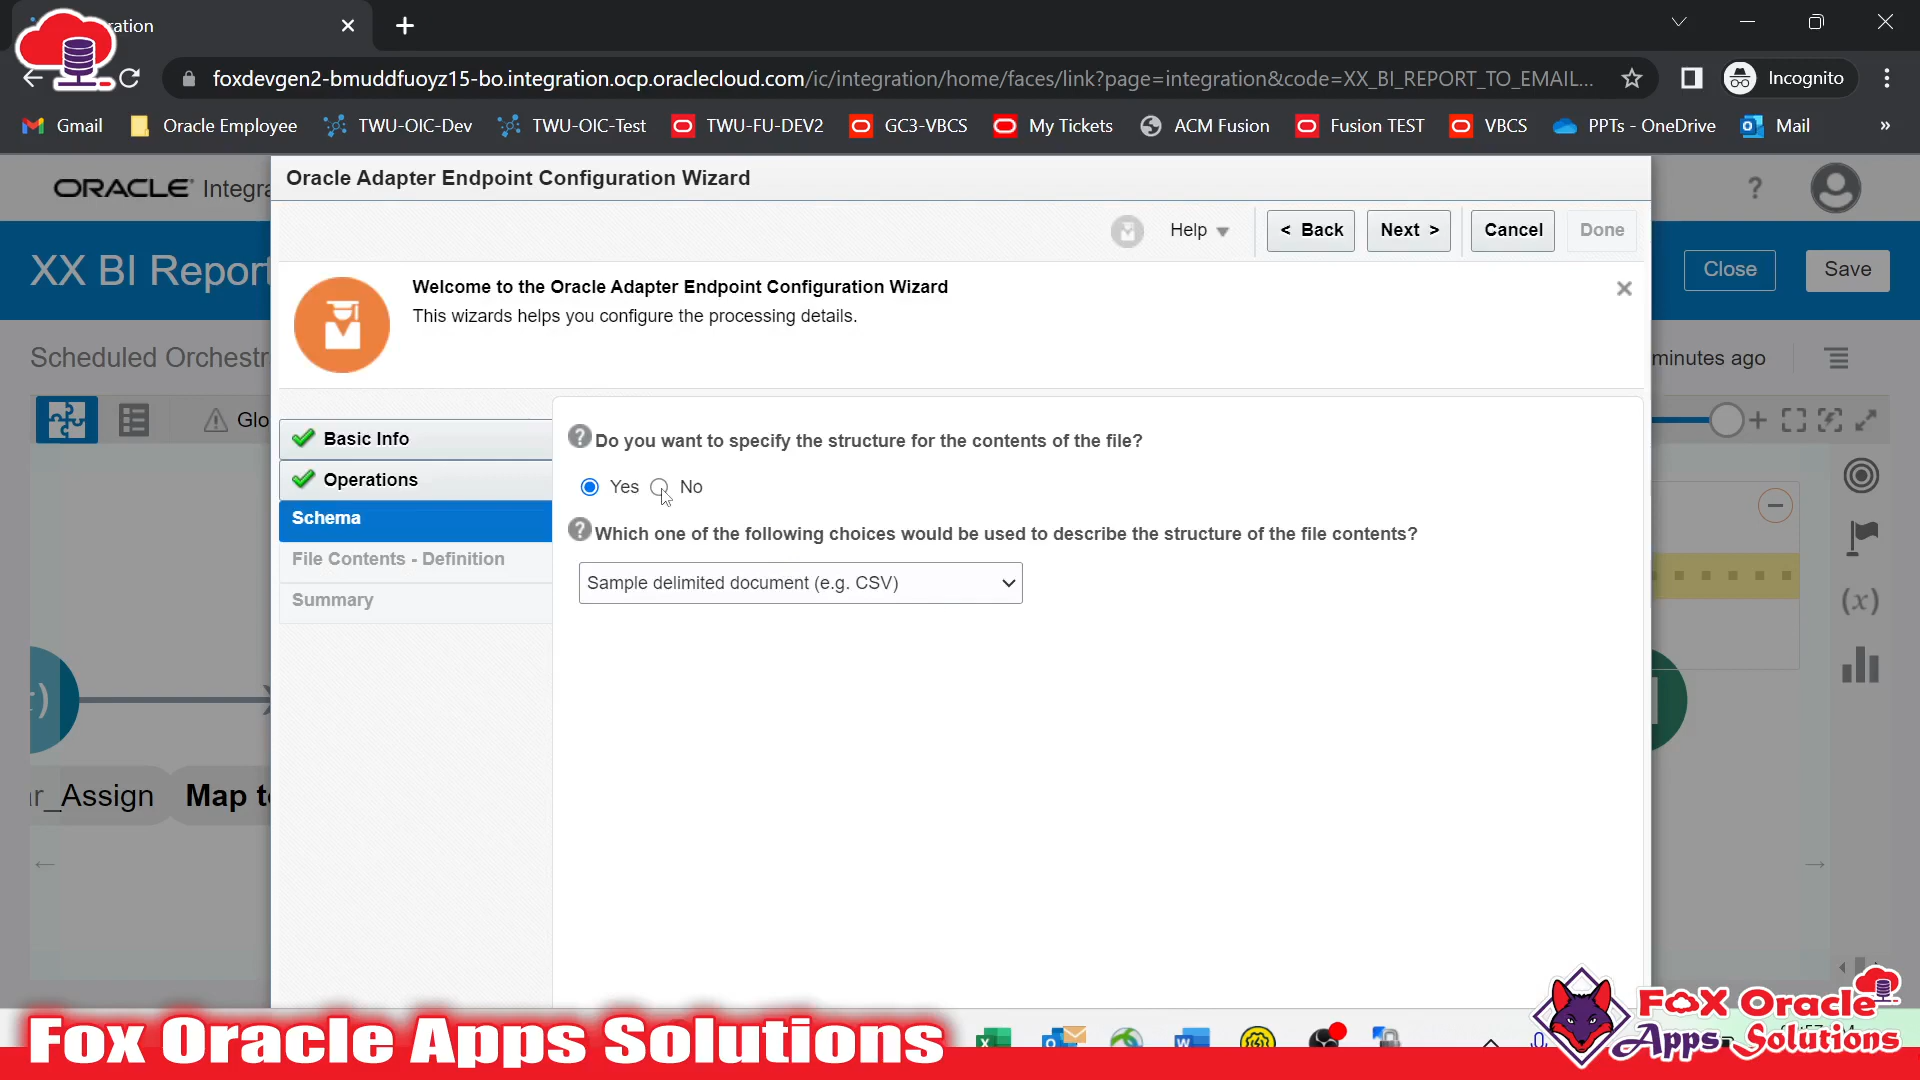 ration
foxdevgen2-bmuddfuoyz15-bo.integration.ocp.oraclecloud.com/ic/integration/home/faces/link?page=integration&code=XX_BI_REPORT_TO_EMAIL...
Incognito
Gmail Oracle Employee TWU-OIC-Dev TWU-OIC-Test TWU-FU-DEV2 GC3-VBCS My Tickets ACM Fusion Fusion TEST VBCS PPTs - OneDrive Mail »
Oracle Adapter Endpoint Configuration Wizard
ORACLE Integra
Help < Back Next > Cancel Done
XX BI Report
Close Save
Welcome to the Oracle Adapter Endpoint Configuration Wizard
This wizards helps you configure the processing details.
Scheduled Orchestr
minutes ago
Glo
Basic Info
Operations
Schema
File Contents - Definition
Summary
Do you want to specify the structure for the contents of the file?
Yes No
Which one of the following choices would be used to describe the structure of the file contents?
Sample delimited document (e.g. CSV)
(x)
t)
ar_Assign Map to
Fox Oracle Apps Solutions
FOX Oracle
Apps Solutions